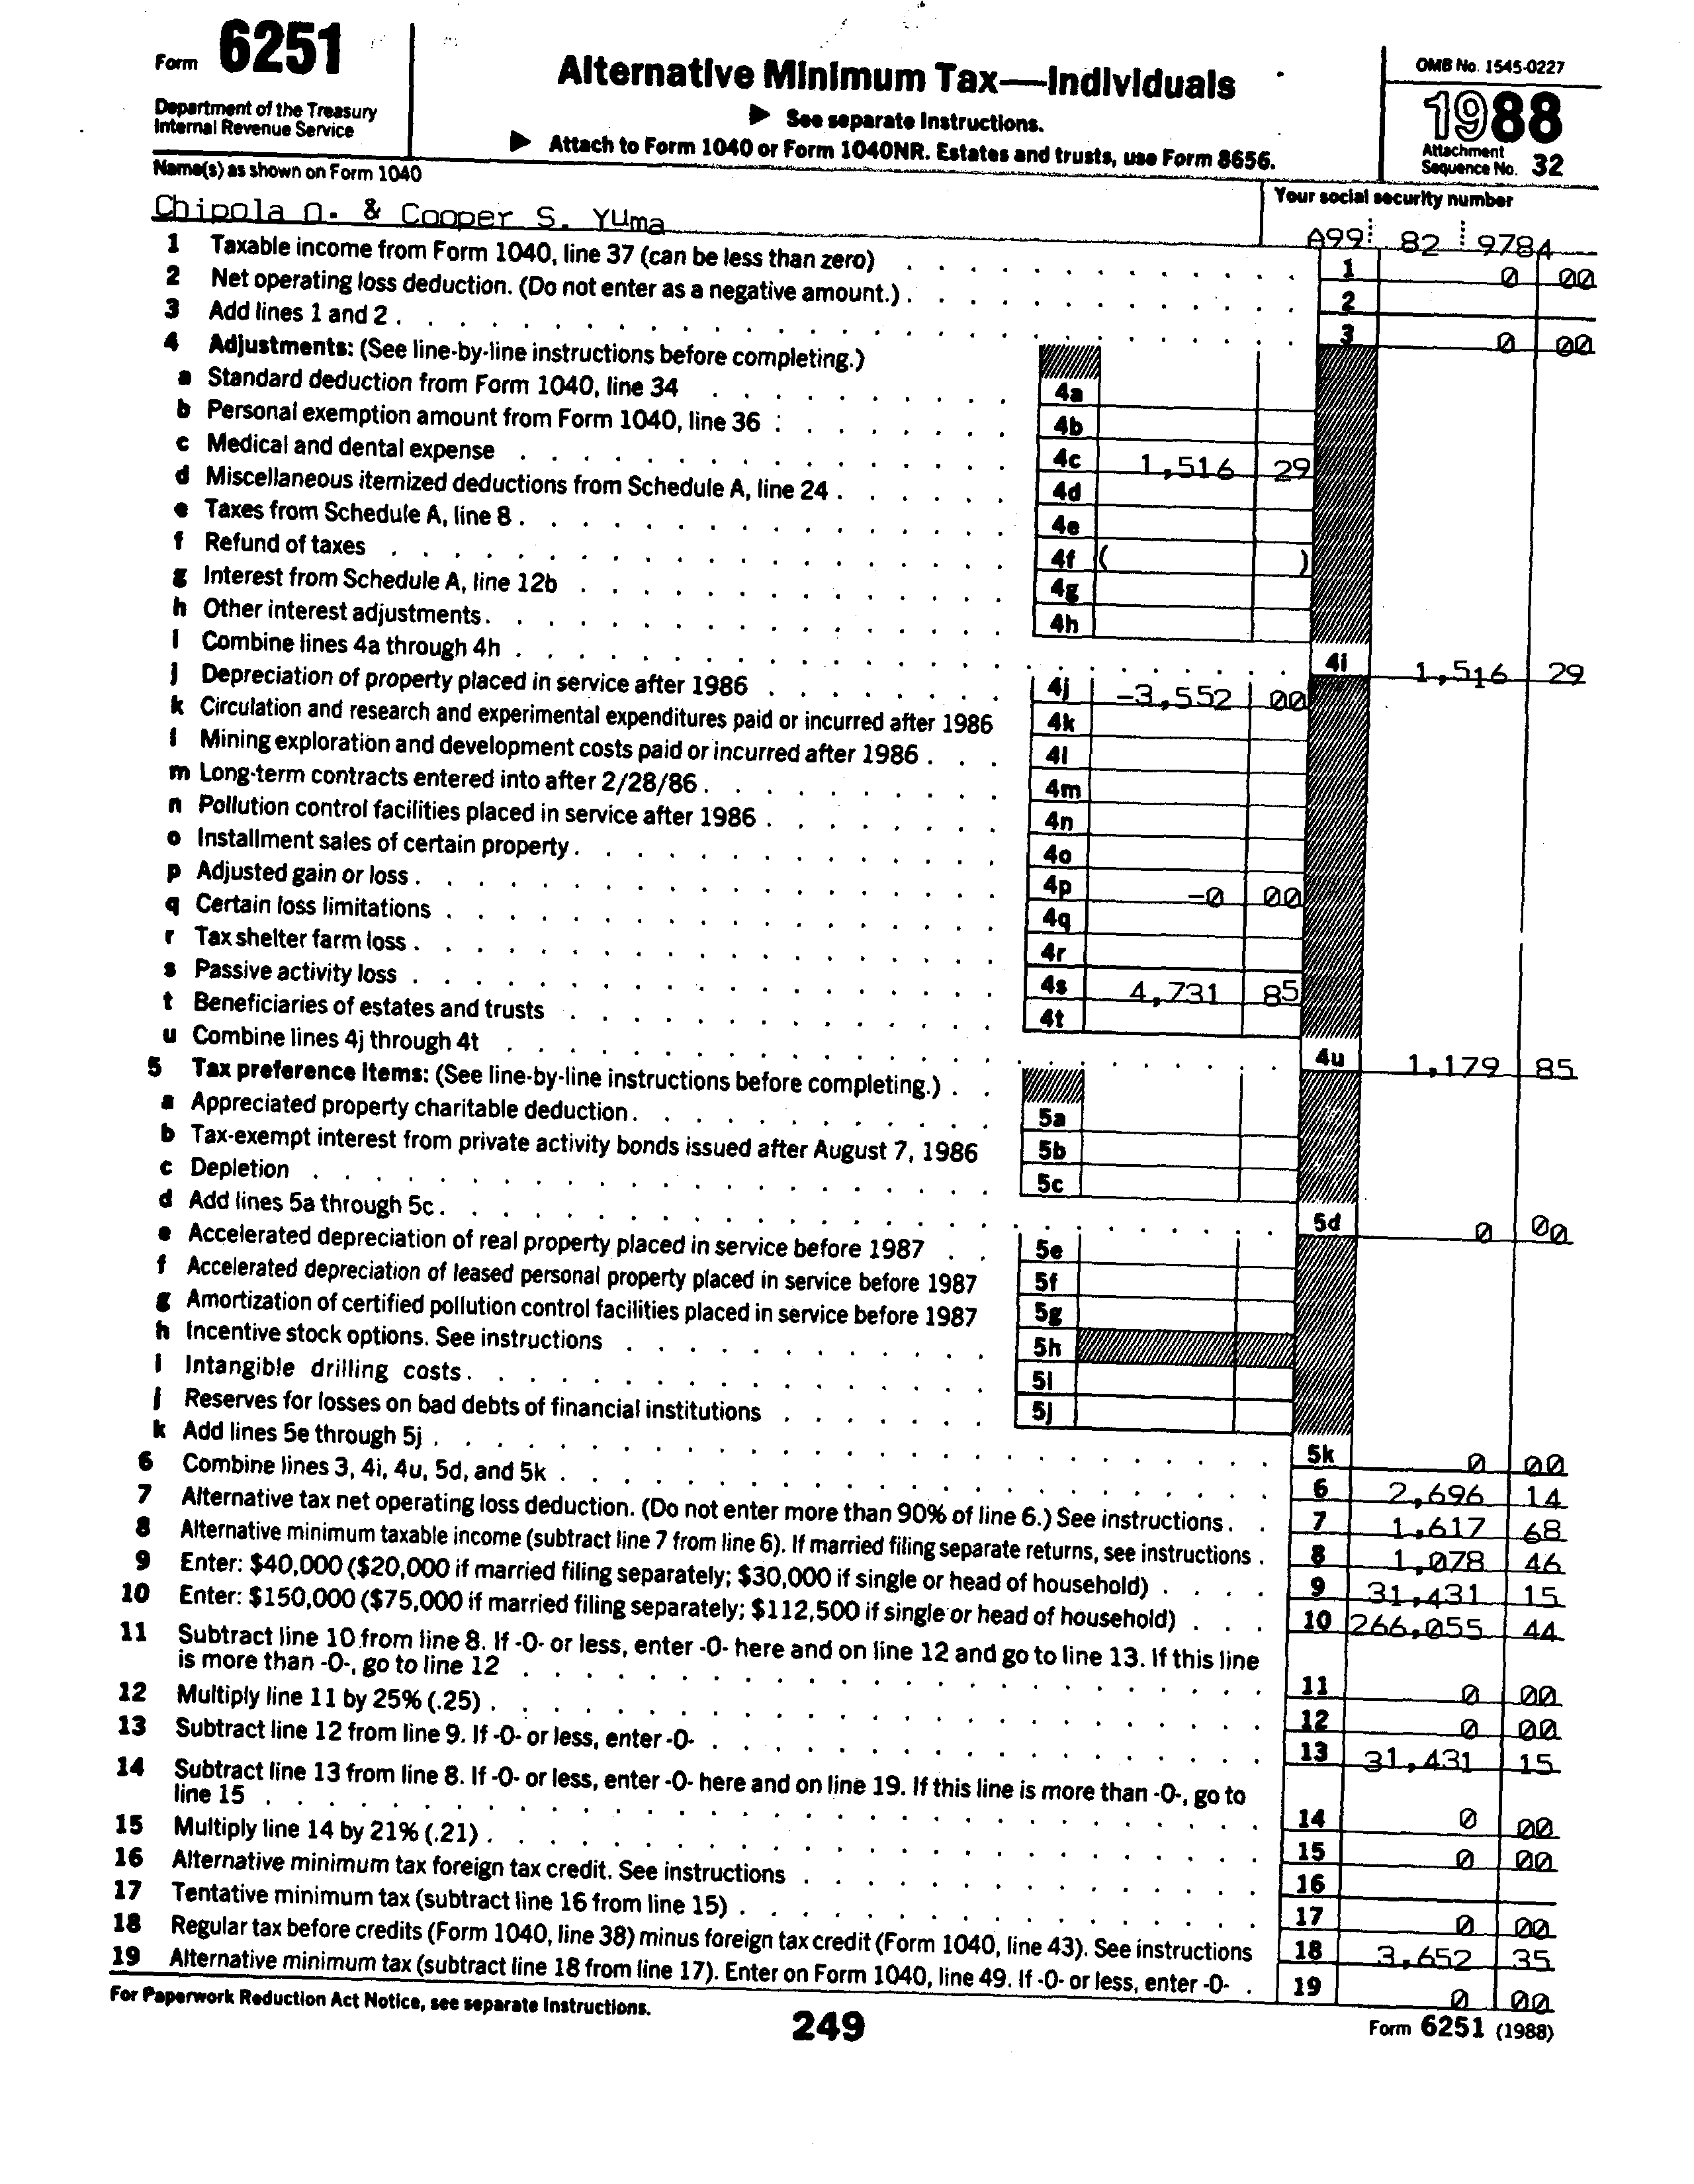 Form 6251
Department of the Treasury
Internal Revenue Service
Alternative Minimum Tax—Individuals
▶ See separate Instructions.
▶ Attach to Form 1040 or Form 1040NR. Estates and trusts, use Form 8656.
OMB No. 1545-0227
1988
Attachment
Sequence No. 32
Name(s) as shown on Form 1040
Your social security number
Chipola n. & Cooper S. Yuma
A99 82 9784
1 Taxable income from Form 1040, line 37 (can be less than zero) 1 0 00
2 Net operating loss deduction. (Do not enter as a negative amount.) 2
3 Add lines 1 and 2 3 0 00
4 Adjustments: (See line-by-line instructions before completing.)
a Standard deduction from Form 1040, line 34 4a
b Personal exemption amount from Form 1040, line 36 4b
c Medical and dental expense 4c 1,516 29
d Miscellaneous itemized deductions from Schedule A, line 24 4d
e Taxes from Schedule A, line 8 4e
f Refund of taxes 4f ( )
g Interest from Schedule A, line 12b 4g
h Other interest adjustments 4h
i Combine lines 4a through 4h 4i 1,516 29
j Depreciation of property placed in service after 1986 4j -3,552 00
k Circulation and research and experimental expenditures paid or incurred after 1986 4k
l Mining exploration and development costs paid or incurred after 1986 4l
m Long-term contracts entered into after 2/28/86 4m
n Pollution control facilities placed in service after 1986 4n
o Installment sales of certain property 4o
p Adjusted gain or loss 4p -0 00
q Certain loss limitations 4q
r Tax shelter farm loss 4r
s Passive activity loss 4s 4,731 85
t Beneficiaries of estates and trusts 4t
u Combine lines 4j through 4t 4u 1,179 85
5 Tax preference items: (See line-by-line instructions before completing.)
a Appreciated property charitable deduction 5a
b Tax-exempt interest from private activity bonds issued after August 7, 1986 5b
c Depletion 5c
d Add lines 5a through 5c 5d 0 00
e Accelerated depreciation of real property placed in service before 1987 5e
f Accelerated depreciation of leased personal property placed in service before 1987 5f
g Amortization of certified pollution control facilities placed in service before 1987 5g
h Incentive stock options. See instructions 5h
i Intangible drilling costs 5i
j Reserves for losses on bad debts of financial institutions 5j
k Add lines 5e through 5j 5k 0 00
6 Combine lines 3, 4i, 4u, 5d, and 5k 6 2,696 14
7 Alternative tax net operating loss deduction. (Do not enter more than 90% of line 6.) See instructions 7 1,617 68
8 Alternative minimum taxable income (subtract line 7 from line 6). If married filing separate returns, see instructions 8 1,078 46
9 Enter: $40,000 ($20,000 if married filing separately; $30,000 if single or head of household) 9 31,431 15
10 Enter: $150,000 ($75,000 if married filing separately; $112,500 if single or head of household) 10 266,055 44
11 Subtract line 10 from line 8. If -0- or less, enter -0- here and on line 12 and go to line 13. If this line
is more than -0-, go to line 12 11 0 00
12 Multiply line 11 by 25% (.25) 12 0 00
13 Subtract line 12 from line 9. If -0- or less, enter -0- 13 31,431 15
14 Subtract line 13 from line 8. If -0- or less, enter -0- here and on line 19. If this line is more than -0-, go to
line 15 14 0 00
15 Multiply line 14 by 21% (.21) 15 0 00
16 Alternative minimum tax foreign tax credit. See instructions 16
17 Tentative minimum tax (subtract line 16 from line 15) 17 0 00
18 Regular tax before credits (Form 1040, line 38) minus foreign tax credit (Form 1040, line 43). See instructions 18 3,652 35
19 Alternative minimum tax (subtract line 18 from line 17). Enter on Form 1040, line 49. If -0- or less, enter -0- 19 0 00
For Paperwork Reduction Act Notice, see separate Instructions.
249
Form 6251 (1988)